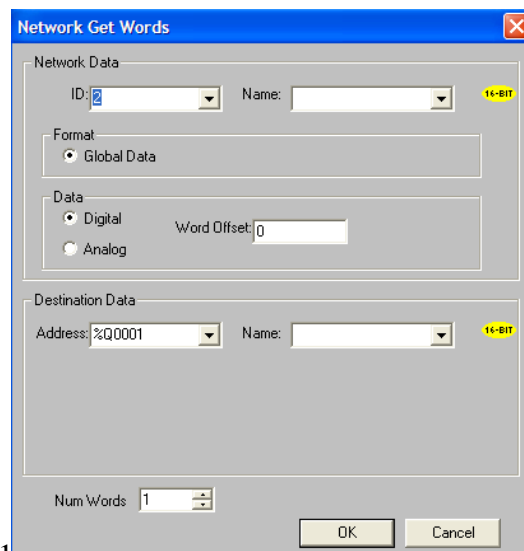 Network Get Words
Network Data
ID: 2 Name: 16-BIT
Format
Global Data
Data
Digital
Word Offset: 0
Analog
Destination Data
Address: %Q0001 Name: 16-BIT
Num Words 1
OK Cancel
1